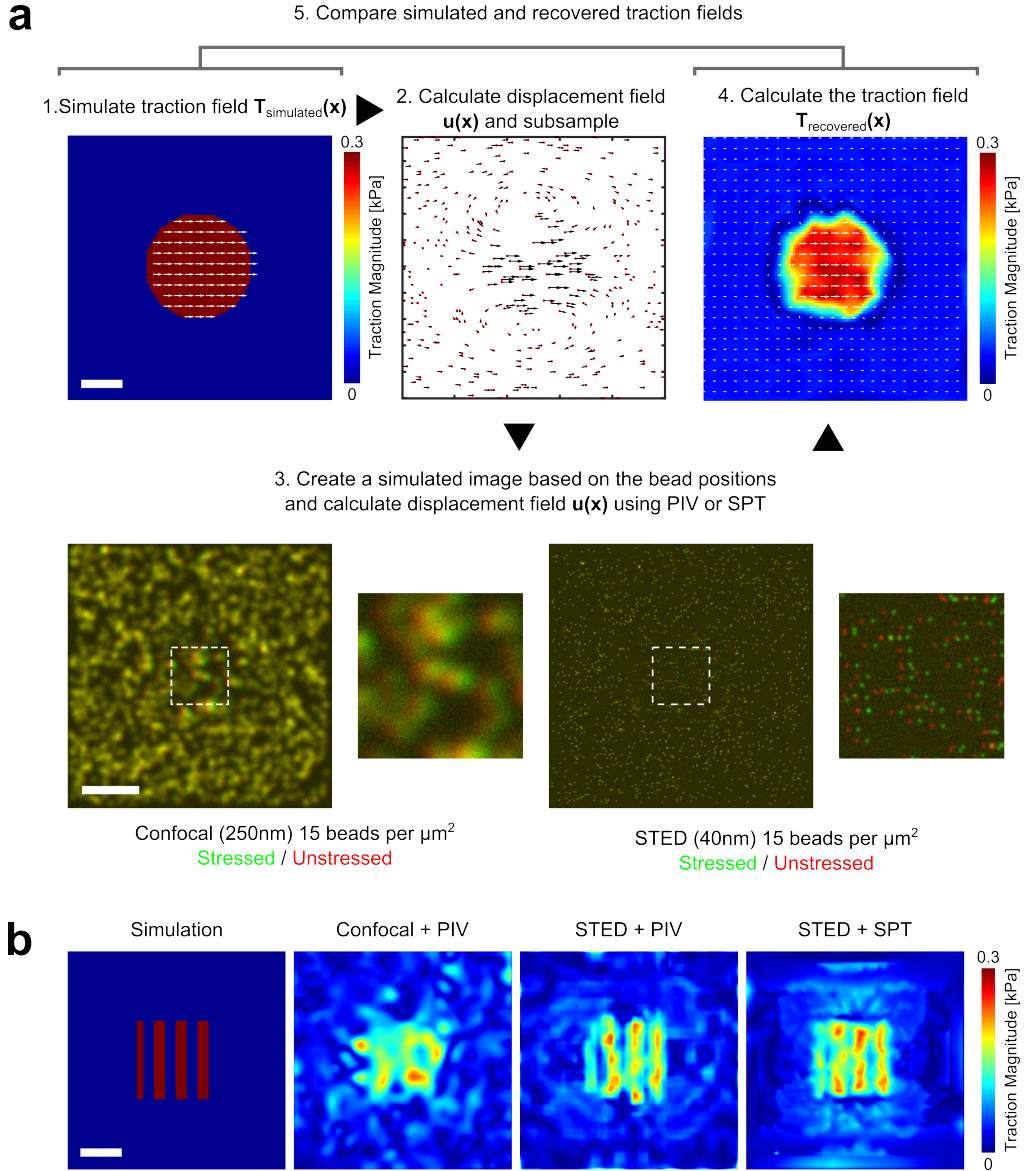 a
5. Compare simulated and recovered traction fields
1.Simulate traction field Tsimulated(x)
2. Calculate displacement field
u(x) and subsample
4. Calculate the traction field
Trecovered(x)
0.3
Traction Magnitude [kPa]
0
0.3
Traction Magnitude [kPa]
0
3. Create a simulated image based on the bead positions
and calculate displacement field u(x) using PIV or SPT
Confocal (250nm) 15 beads per µm²
Stressed / Unstressed
STED (40nm) 15 beads per µm²
Stressed / Unstressed
b
Simulation
Confocal + PIV
STED + PIV
STED + SPT
0.3
Traction Magnitude [kPa]
0